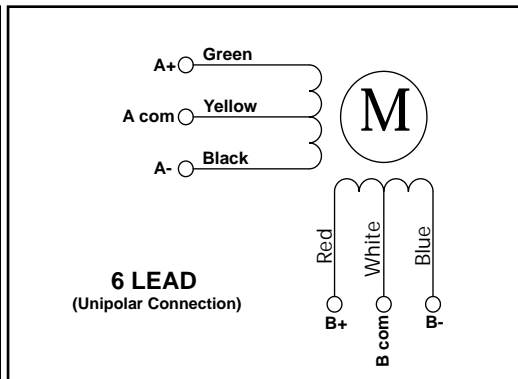 Green
A+
Yellow
A com
Black
A-
M
Red
White
Blue
6 LEAD
(Unipolar Connection)
B+
B com
B-